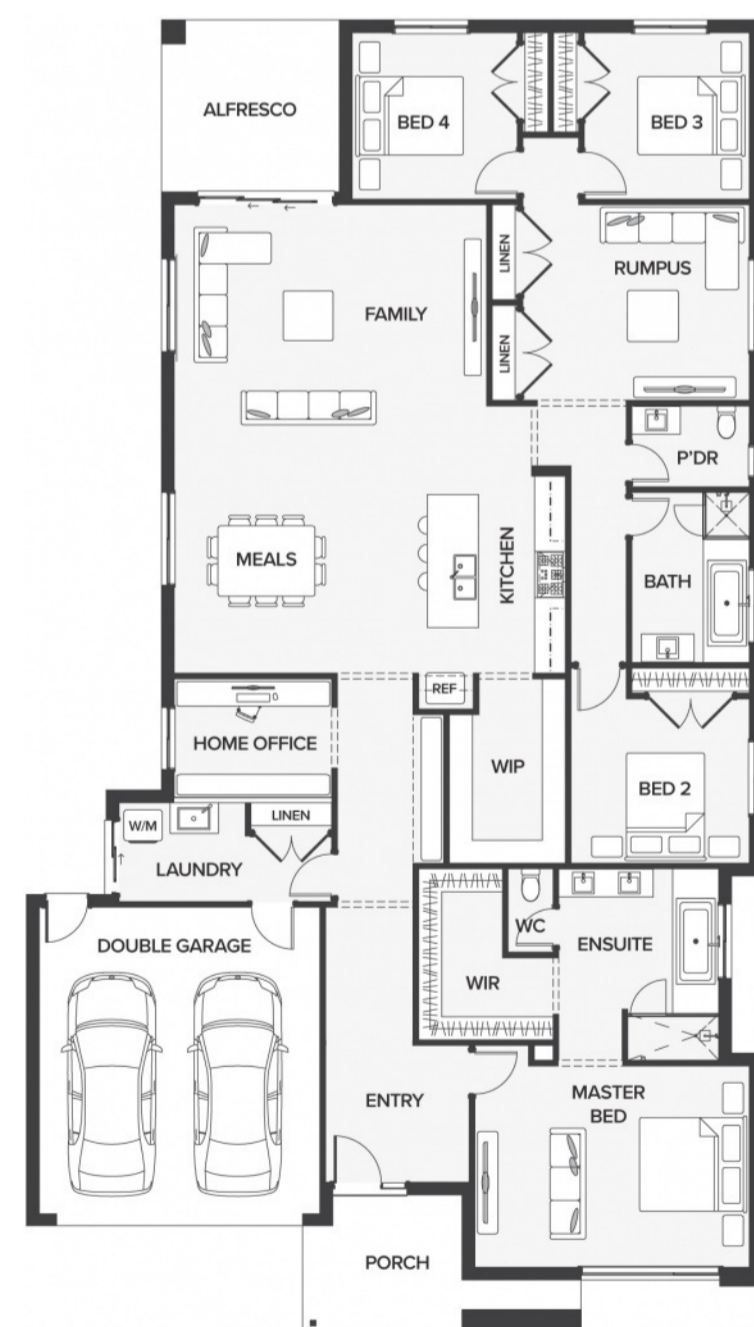 ALFRESCO
BED 4
BED 3
LINEN
RUMPUS
FAMILY
LINEN
P'DR
MEALS
KITCHEN
BATH
REF
HOME OFFICE
WIP
BED 2
W/M
LINEN
LAUNDRY
WC
DOUBLE GARAGE
ENSUITE
WIR
ENTRY
MASTER
BED
PORCH